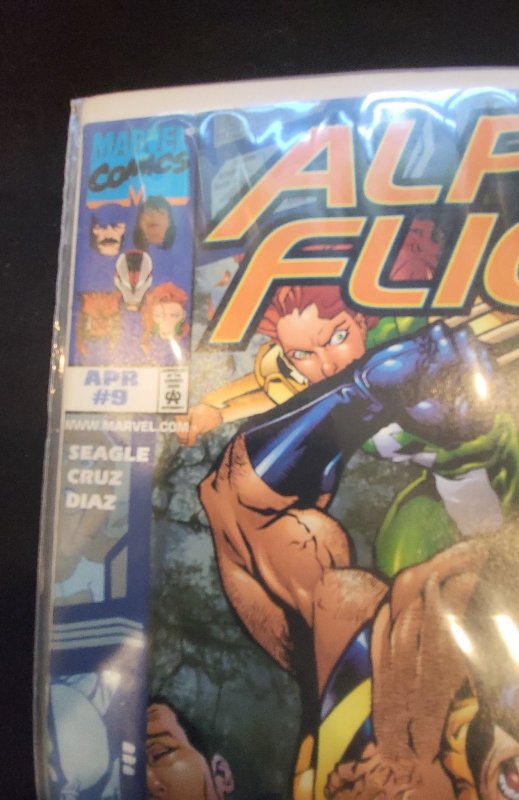 MARVEL
COMICS
ALP
FLIG
APR
#9
WWW.MARVEL.COM
SEAGLE
CRUZ
DIAZ